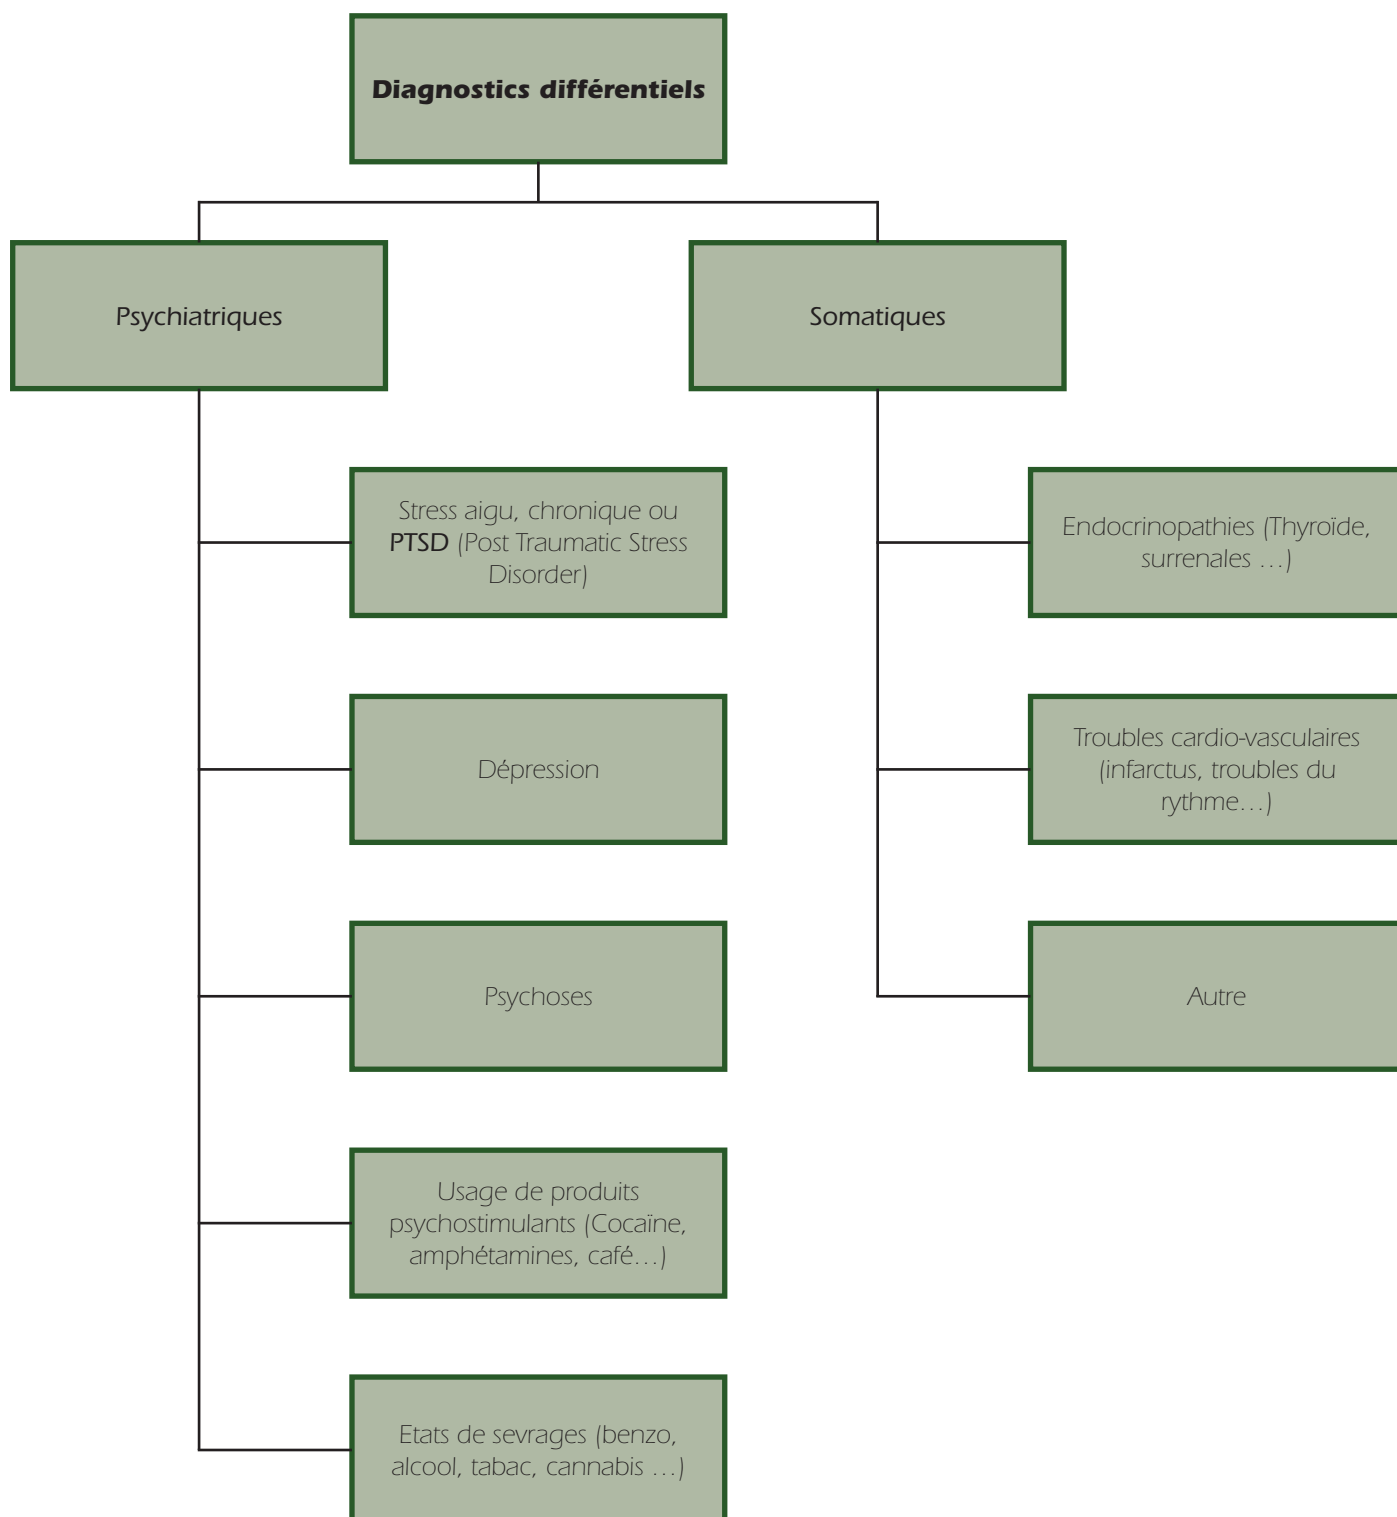 Diagnostics différentiels
Psychiatriques
Somatiques
Stress aigu, chronique ou
PTSD (Post Traumatic Stress
Disorder)
Endocrinopathies (Thyroïde,
surrenales …)
Dépression
Troubles cardio-vasculaires
(infarctus, troubles du
rythme…)
Psychoses
Autre
Usage de produits
psychostimulants (Cocaïne,
amphétamines, café…)
Etats de sevrages (benzo,
alcool, tabac, cannabis …)